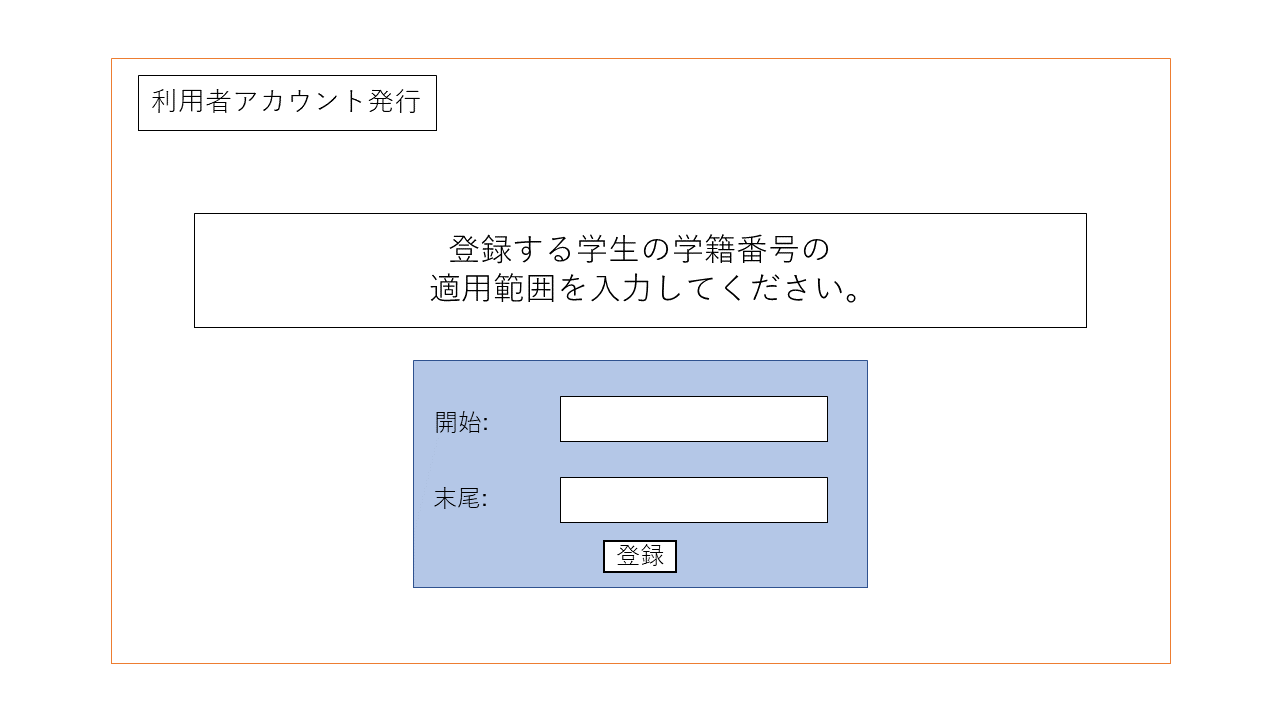 利用者アカウント発行
登録する学生の学籍番号の
適用範囲を入力してください。
開始:
末尾:
登録